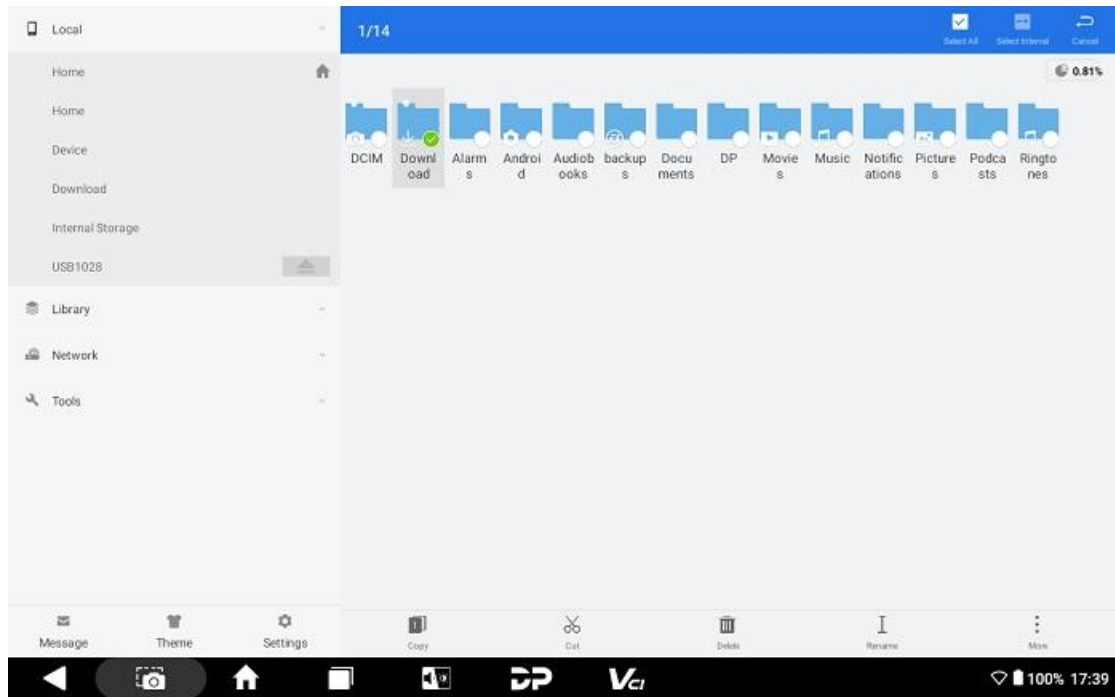 Local
1/14
Select All
Select Interval
Cancel
Home
0.81%
Home
Device
Download
Internal Storage
USB1028
DCIM
Downl
oad
Alarm
s
Androi
d
Audiob
ooks
backup
s
Docu
ments
DP
Movie
s
Music
Notific
ations
Picture
s
Podca
sts
Ringto
nes
Library
Network
Tools
Message
Theme
Settings
Copy
Cut
Delete
Rename
More
DP
VCI
100%
17:39